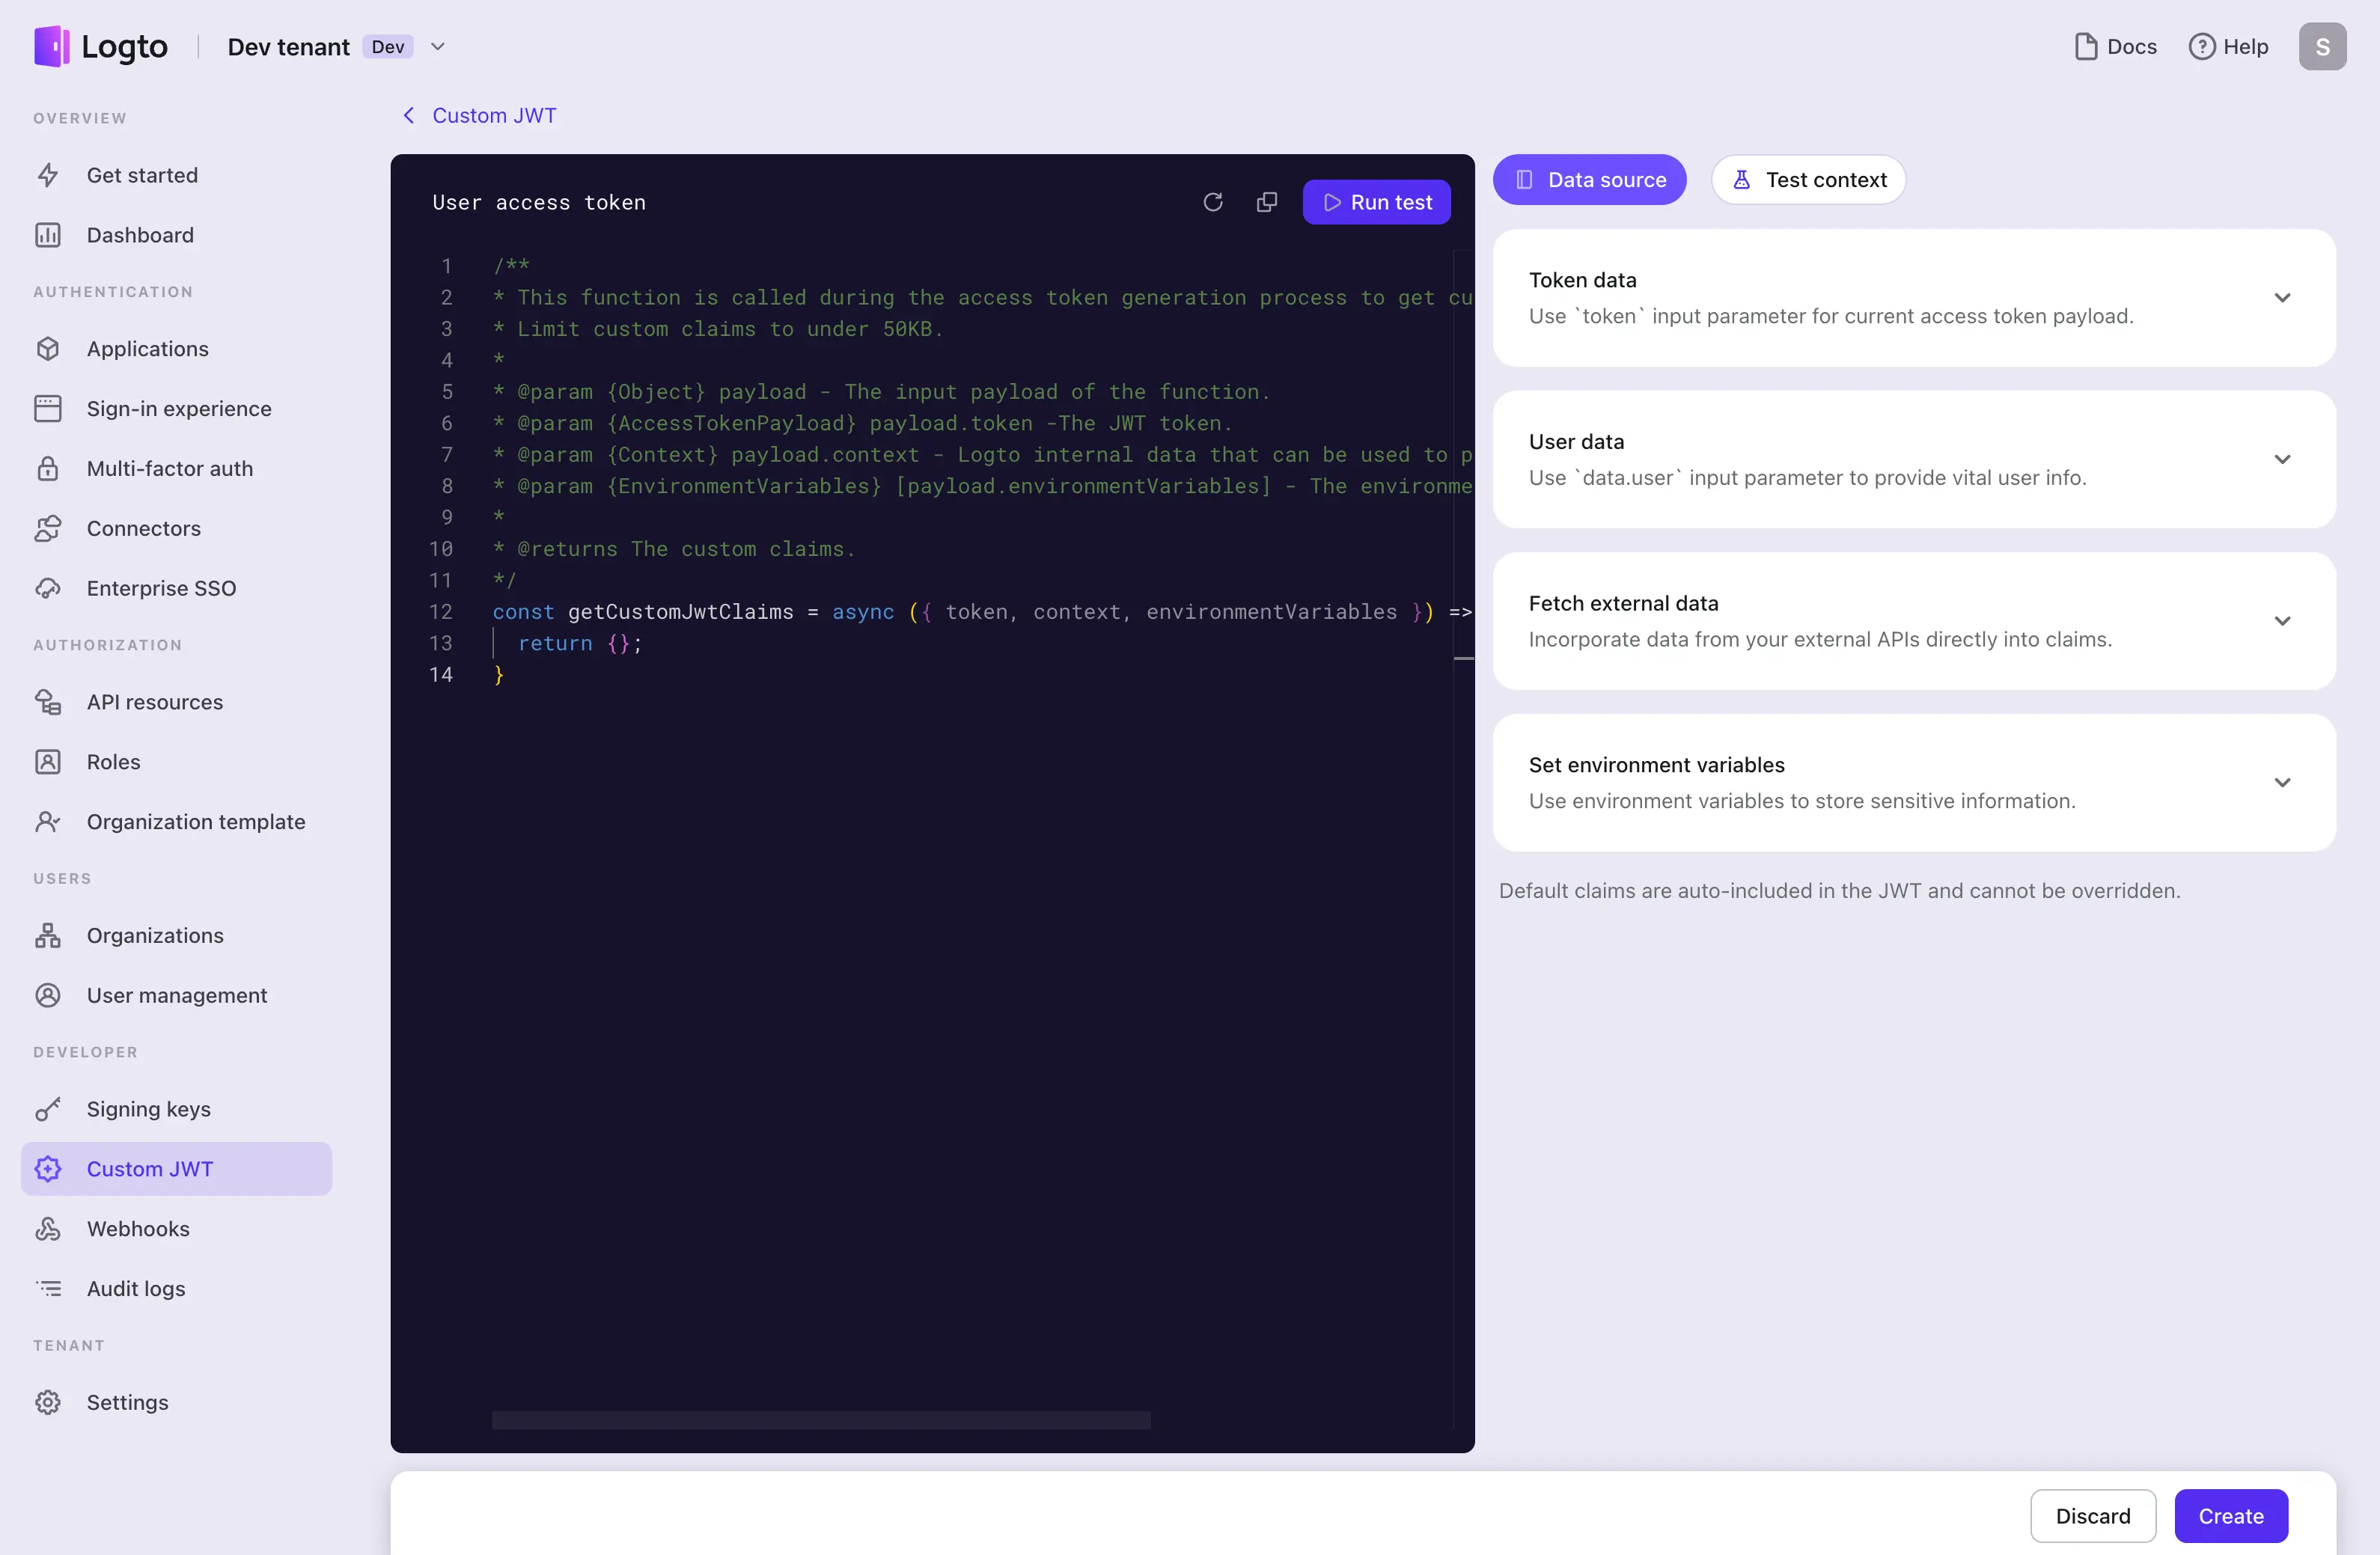 Logto
Dev tenant
Dev
Docs
Help
S
OVERVIEW
Get started
Dashboard
AUTHENTICATION
Applications
Sign-in experience
Multi-factor auth
Connectors
Enterprise SSO
AUTHORIZATION
API resources
Roles
Organization template
USERS
Organizations
User management
DEVELOPER
Signing keys
Custom JWT
Webhooks
Audit logs
TENANT
Settings
Custom JWT
User access token
Run test
1 /**
2 * This function is called during the access token generation process to get cu
3 * Limit custom claims to under 50KB.
4 *
5 * @param {Object} payload - The input payload of the function.
6 * @param {AccessTokenPayload} payload.token -The JWT token.
7 * @param {Context} payload.context - Logto internal data that can be used to p
8 * @param {EnvironmentVariables} [payload.environmentVariables] - The environme
9 *
10 * @returns The custom claims.
11 */
12 const getCustomJwtClaims = async ({ token, context, environmentVariables }) =>
13 return {};
14 }
Data source
Test context
Token data
Use `token` input parameter for current access token payload.
User data
Use `data.user` input parameter to provide vital user info.
Fetch external data
Incorporate data from your external APIs directly into claims.
Set environment variables
Use environment variables to store sensitive information.
Default claims are auto-included in the JWT and cannot be overridden.
Discard
Create